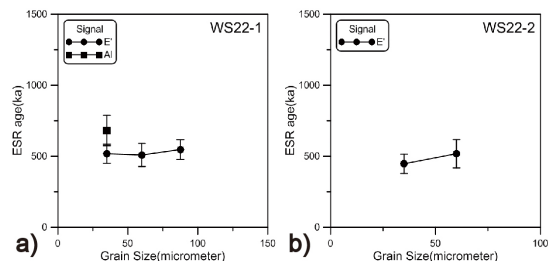 WS22-1
Signal
E'
Al
1500
1000
500
0
ESR age(ka)
0 50 100 150
Grain Size(micrometer)
a)
WS22-2
Signal
E'
1500
1000
500
0
ESR age(ka)
0 50 100
Grain Size(micrometer)
b)